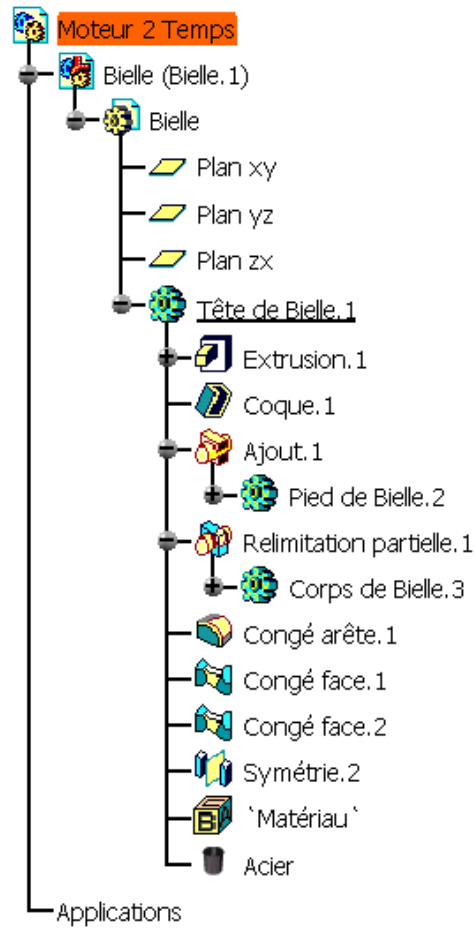 Moteur 2 Temps
Bielle (Bielle.1)
Bielle
Plan xy
Plan yz
Plan zx
Tête de Bielle.1
Extrusion.1
Coque.1
Ajout.1
Pied de Bielle.2
Relimitation partielle.1
Corps de Bielle.3
Congé arête.1
Congé face.1
Congé face.2
Symétrie.2
`Matériau`
Acier
Applications